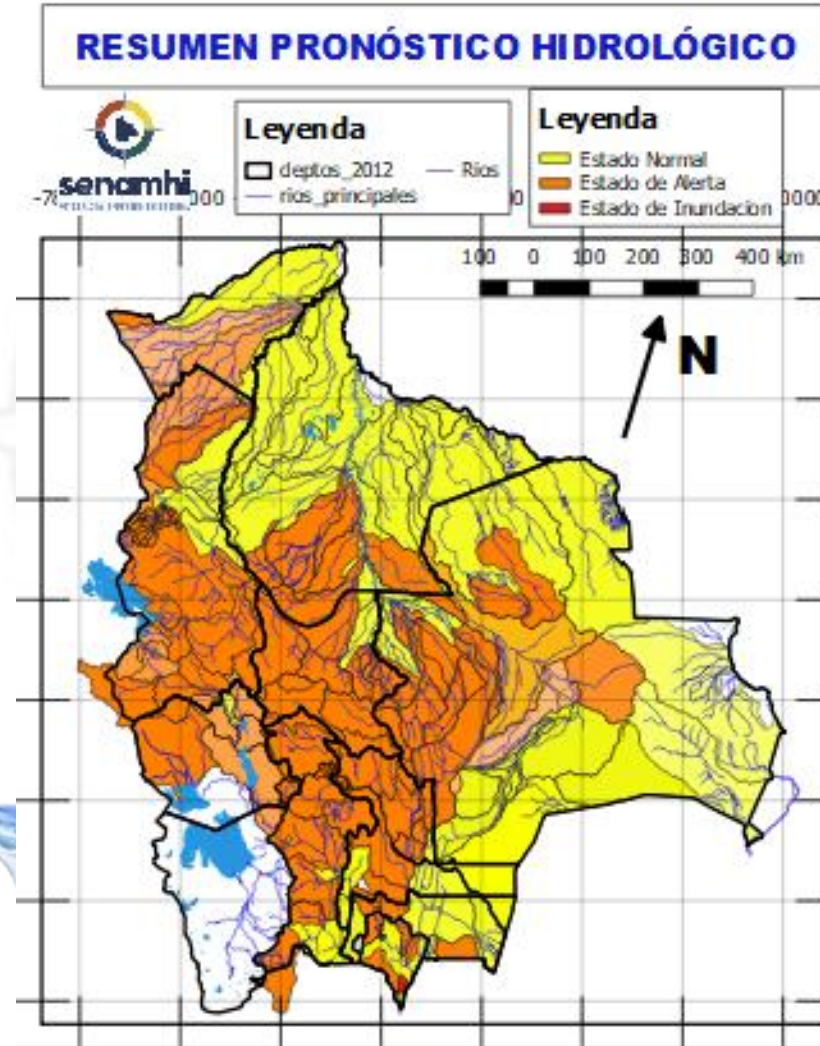 RESUMEN PRONÓSTICO HIDROLÓGICO
senamhi
Leyenda
deptos_2012
Rios
rios_principales
Leyenda
Estado Normal
Estado de Alerta
Estado de Inundacion
100 0 100 200 300 400 km
N